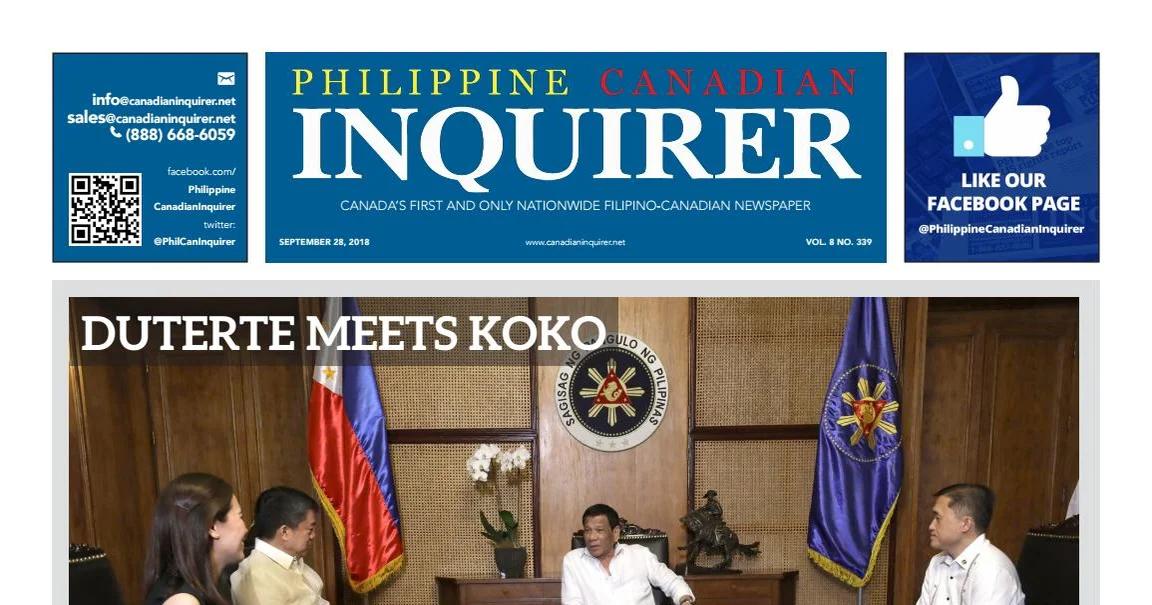 info@canadianinquirer.net
sales@canadianinquirer.net
(888) 668-6059
facebook.com/
Philippine
CanadianInquirer
twitter:
@PhilCanInquirer
PHILIPPINE CANADIAN
INQUIRER
CANADA'S FIRST AND ONLY NATIONWIDE FILIPINO-CANADIAN NEWSPAPER
SEPTEMBER 28, 2018
www.canadianinquirer.net
VOL. 8 NO. 339
LIKE OUR
FACEBOOK PAGE
@PhilippineCanadianInquirer
DUTERTE MEETS KOKO
SAGISAG NG PILIPINAS